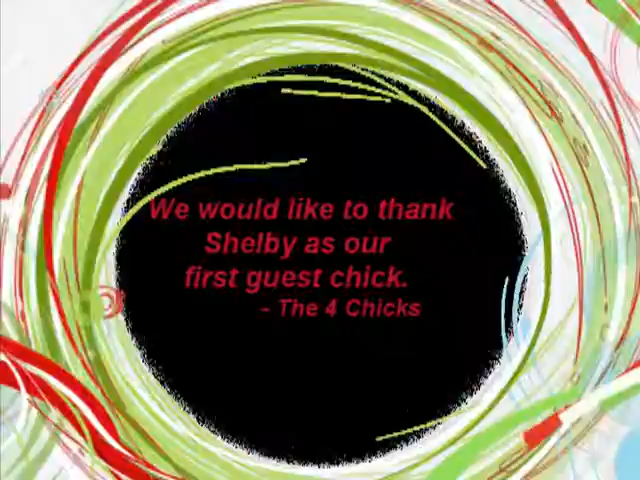 We would like to thank
Shelby as our
first guest chick.
- The 4 Chicks